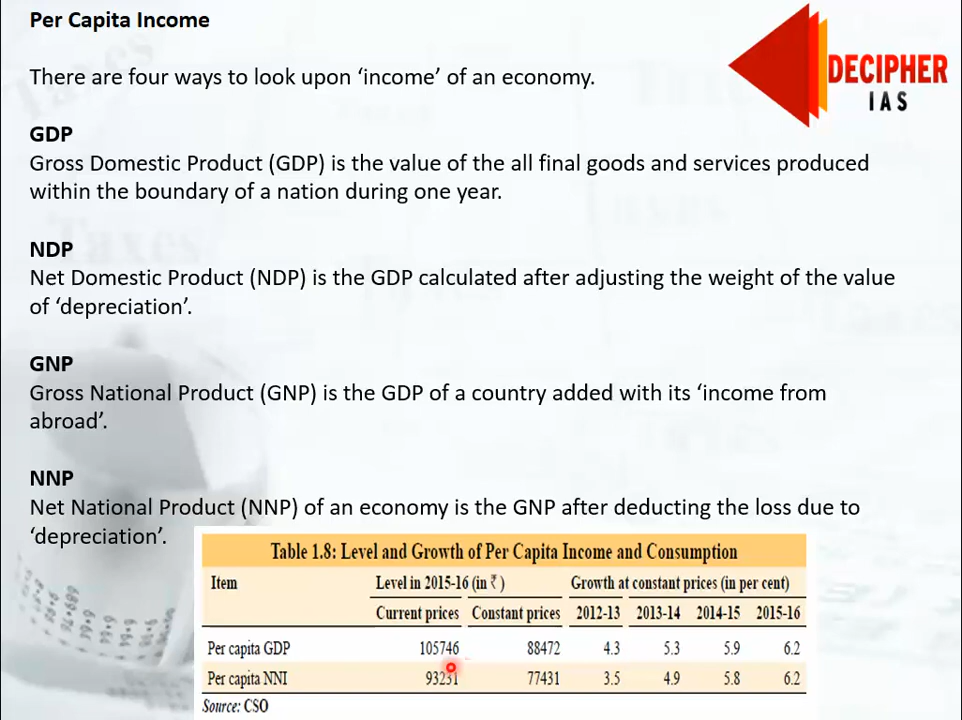 Per Capita Income
There are four ways to look upon ‘income’ of an economy.
DECIPHER
IAS
GDP
Gross Domestic Product (GDP) is the value of the all final goods and services produced
within the boundary of a nation during one year.
NDP
Net Domestic Product (NDP) is the GDP calculated after adjusting the weight of the value
of ‘depreciation’.
GNP
Gross National Product (GNP) is the GDP of a country added with its ‘income from
abroad’.
NNP
Net National Product (NNP) of an economy is the GNP after deducting the loss due to
‘depreciation’.
Table 1.8: Level and Growth of Per Capita Income and Consumption
Item Level in 2015-16 (in ₹) Growth at constant prices (in per cent)
Current prices Constant prices 2012-13 2013-14 2014-15 2015-16
Per capita GDP 105746 88472 4.3 5.3 5.9 6.2
Per capita NNI 93231 77431 3.5 4.9 5.8 6.2
Source: CSO